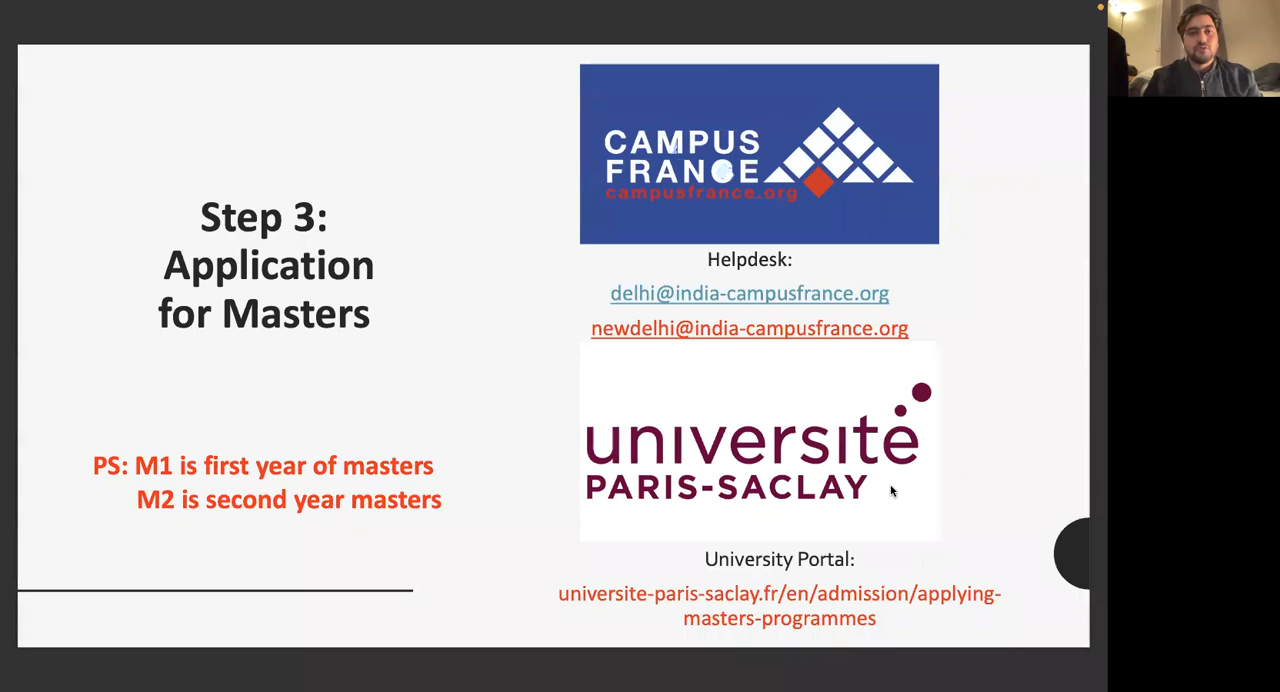 Step 3:
Application
for Masters
PS: M1 is first year of masters
M2 is second year masters
CAMPUS
FRANCE
campusfrance.org
Helpdesk:
delhi@india-campusfrance.org
newdelhi@india-campusfrance.org
université
PARIS-SACLAY
University Portal:
universite-paris-saclay.fr/en/admission/applying-
masters-programmes